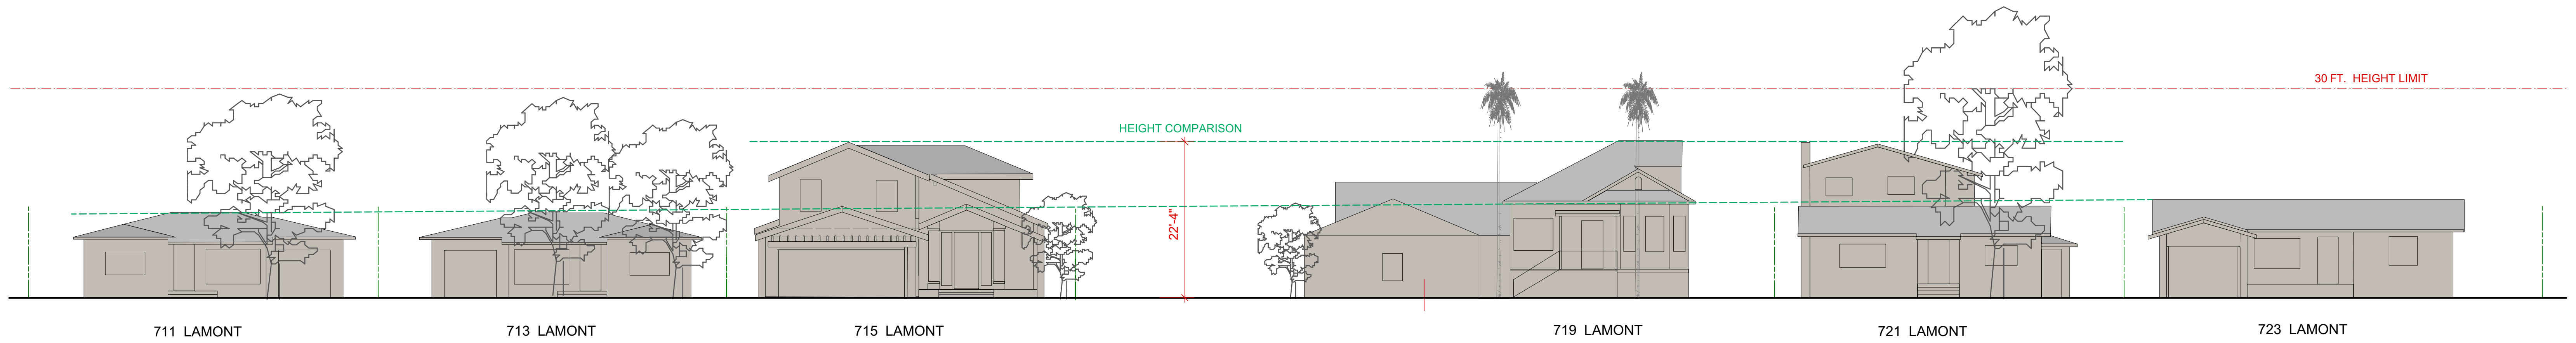 30 FT.  HEIGHT LIMIT
HEIGHT COMPARISON
22'-4"
711  LAMONT
713  LAMONT
715  LAMONT
719  LAMONT
721  LAMONT
723  LAMONT